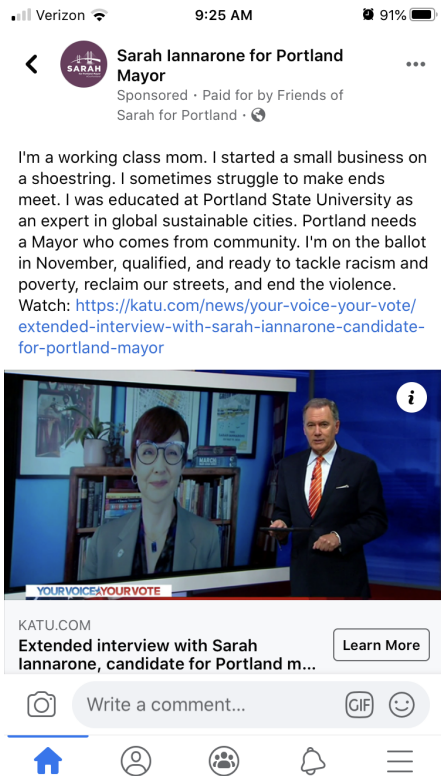 Verizon 9:25 AM 91%
SARAH
Sarah Iannarone for Portland
Mayor
Sponsored · Paid for by Friends of
Sarah for Portland ·
I'm a working class mom. I started a small business on
a shoestring. I sometimes struggle to make ends
meet. I was educated at Portland State University as
an expert in global sustainable cities. Portland needs
a Mayor who comes from community. I'm on the ballot
in November, qualified, and ready to tackle racism and
poverty, reclaim our streets, and end the violence.
Watch: https://katu.com/news/your-voice-your-vote/
extended-interview-with-sarah-iannarone-candidate-
for-portland-mayor
i
MARCH
YOUR VOICE YOUR VOTE
KATU.COM
Extended interview with Sarah
Iannarone, candidate for Portland m...
Learn More
Write a comment...
GIF